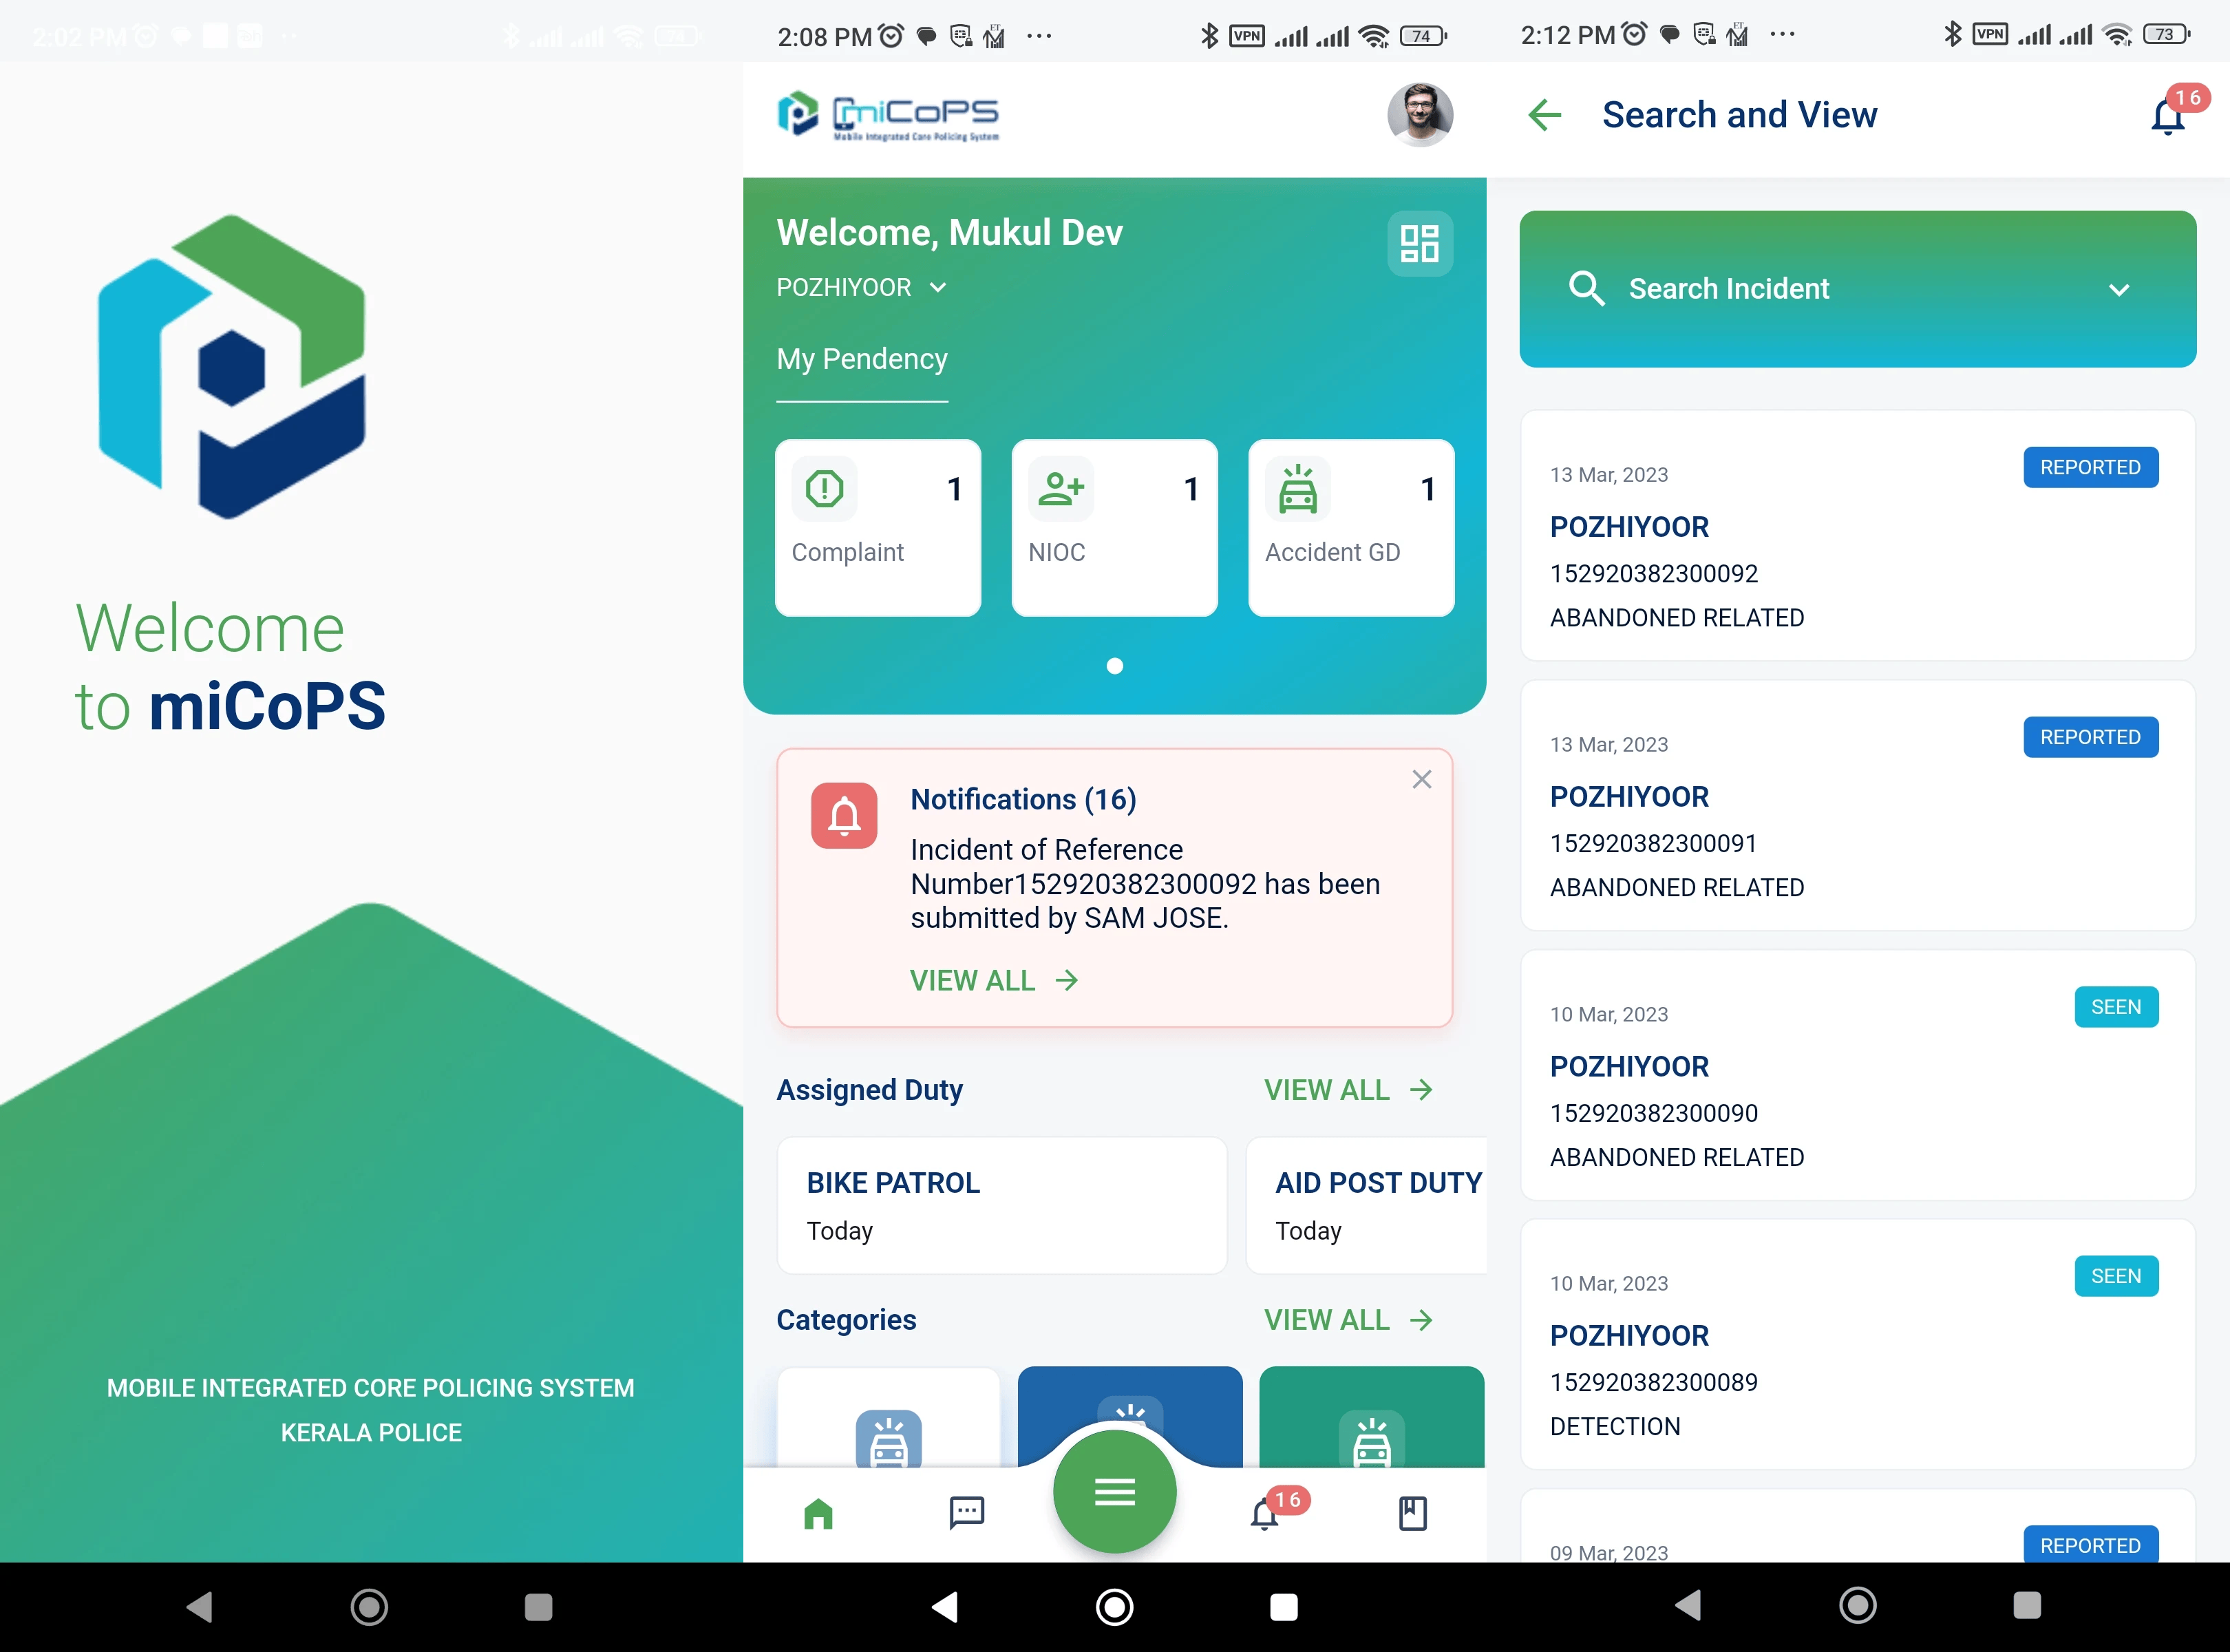 2:02 PM
Welcome
to miCoPS
MOBILE INTEGRATED CORE POLICING SYSTEM
KERALA POLICE
2:08 PM
VPN
74
miCoPS
Mobile Integrated Core Policing System
Welcome, Mukul Dev
POZHIYOOR
My Pendency
1
1
1
Complaint
NIOC
Accident GD
Notifications (16)
Incident of Reference
Number152920382300092 has been
submitted by SAM JOSE.
VIEW ALL
Assigned Duty
VIEW ALL
BIKE PATROL
Today
AID POST DUTY
Today
Categories
VIEW ALL
16
2:12 PM
VPN
73
Search and View
16
Search Incident
13 Mar, 2023
REPORTED
POZHIYOOR
152920382300092
ABANDONED RELATED
13 Mar, 2023
REPORTED
POZHIYOOR
152920382300091
ABANDONED RELATED
10 Mar, 2023
SEEN
POZHIYOOR
152920382300090
ABANDONED RELATED
10 Mar, 2023
SEEN
POZHIYOOR
152920382300089
DETECTION
09 Mar, 2023
REPORTED